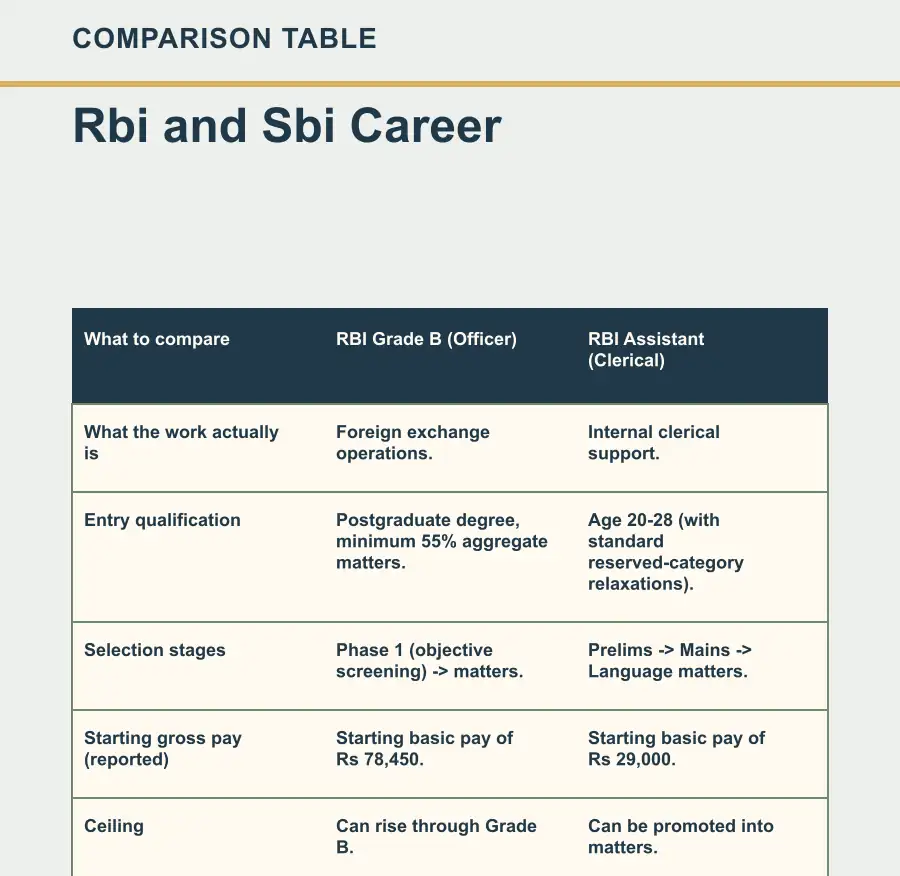 COMPARISON TABLE
Rbi and Sbi Career
What to compare
RBI Grade B (Officer)
RBI Assistant
(Clerical)
What the work actually
is
Foreign exchange
operations.
Internal clerical
support.
Entry qualification
Postgraduate degree,
minimum 55% aggregate
matters.
Age 20-28 (with
standard
reserved-category
relaxations).
Selection stages
Phase 1 (objective
screening) -> matters.
Prelims -> Mains ->
Language matters.
Starting gross pay
(reported)
Starting basic pay of
Rs 78,450.
Starting basic pay of
Rs 29,000.
Ceiling
Can rise through Grade
B.
Can be promoted into
matters.